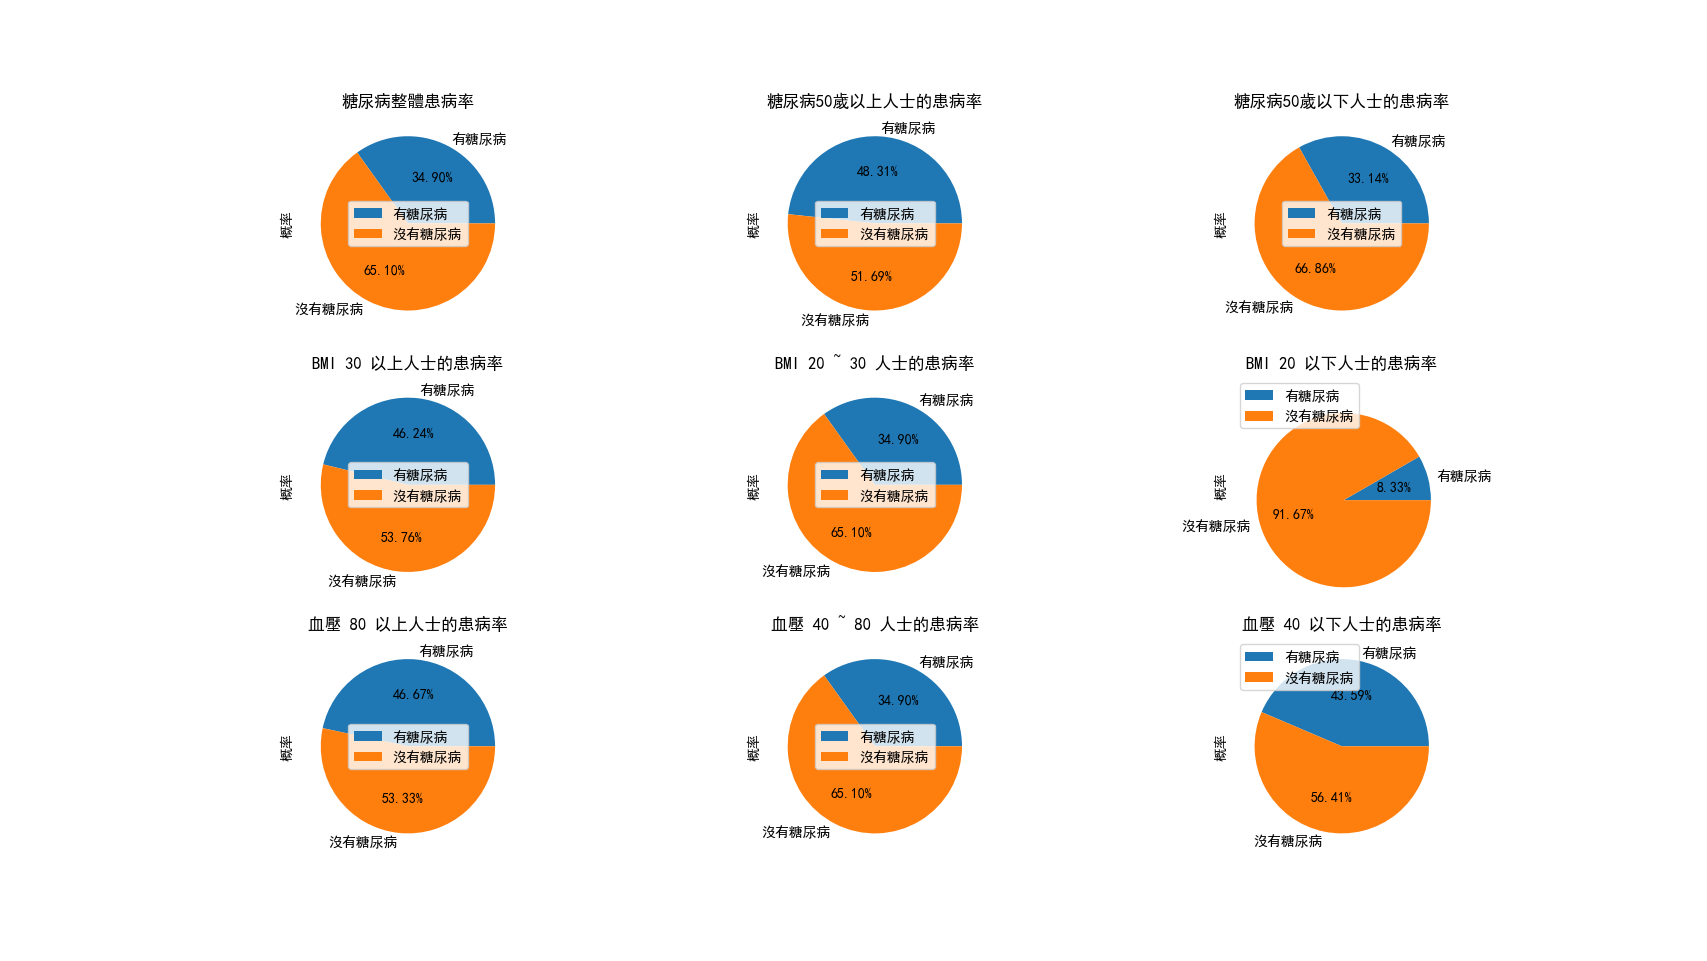 糖尿病整體患病率
有糖尿病
34.90%
概率
有糖尿病
沒有糖尿病
65.10%
沒有糖尿病
糖尿病50歲以上人士的患病率
有糖尿病
48.31%
概率
有糖尿病
沒有糖尿病
51.69%
沒有糖尿病
糖尿病50歲以下人士的患病率
有糖尿病
33.14%
概率
有糖尿病
沒有糖尿病
66.86%
沒有糖尿病
BMI 30 以上人士的患病率
有糖尿病
46.24%
概率
有糖尿病
沒有糖尿病
53.76%
沒有糖尿病
BMI 20 ~ 30 人士的患病率
有糖尿病
34.90%
概率
有糖尿病
沒有糖尿病
65.10%
沒有糖尿病
BMI 20 以下人士的患病率
有糖尿病
沒有糖尿病
有糖尿病
8.33%
概率
91.67%
沒有糖尿病
血壓 80 以上人士的患病率
有糖尿病
46.67%
概率
有糖尿病
沒有糖尿病
53.33%
沒有糖尿病
血壓 40 ~ 80 人士的患病率
有糖尿病
34.90%
概率
有糖尿病
沒有糖尿病
65.10%
沒有糖尿病
血壓 40 以下人士的患病率
有糖尿病
有糖尿病
沒有糖尿病
43.59%
概率
56.41%
沒有糖尿病